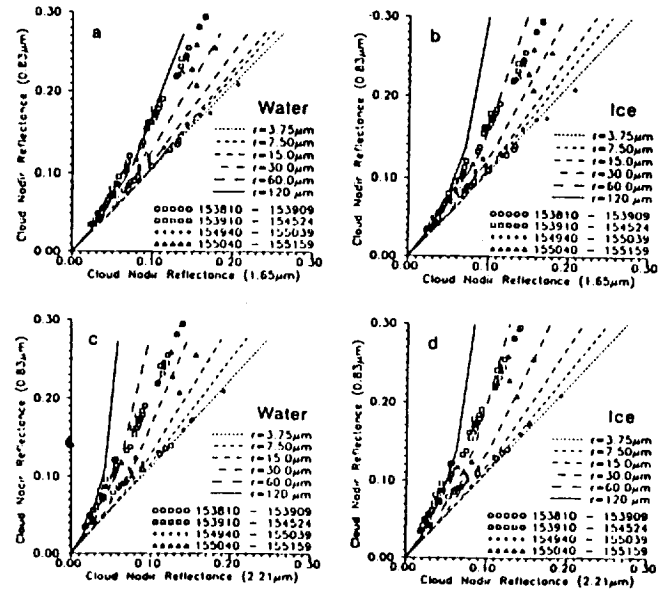 a
Cloud Nadir Reflectance (0.83μm)
0.30
0.20
0.10
0.00
Water
r=3.75μm
r=7.50μm
r=15.0μm
r=30.0μm
r=60.0μm
r=120 μm
153810 - 153909
153910 - 154524
154940 - 155039
155040 - 155159
0.00 0.10 0.20 0.30
Cloud Nadir Reflectance (1.65μm)
b
Cloud Nadir Reflectance (0.83μm)
0.30
0.20
0.10
0.00
Ice
r=3.75μm
r=7.50μm
r=15.0μm
r=30.0μm
r=60.0μm
r=120 μm
153810 - 153909
153910 - 154524
154940 - 155039
155040 - 155159
0.00 0.10 0.20 0.30
Cloud Nadir Reflectance (1.65μm)
c
Cloud Nadir Reflectance (0.83μm)
0.30
0.20
0.10
0.00
Water
r=3.75μm
r=7.50μm
r=15.0μm
r=30.0μm
r=60.0μm
r=120 μm
153810 - 153909
153910 - 154524
154940 - 155039
155040 - 155159
0.00 0.10 0.20 0.30
Cloud Nadir Reflectance (2.21μm)
d
Cloud Nadir Reflectance (0.83μm)
0.30
0.20
0.10
0.00
Ice
r=3.75μm
r=7.50μm
r=15.0μm
r=30.0μm
r=60.0μm
r=120 μm
153810 - 153909
153910 - 154524
154940 - 155039
155040 - 155159
0.00 0.10 0.20 0.30
Cloud Nadir Reflectance (2.21μm)